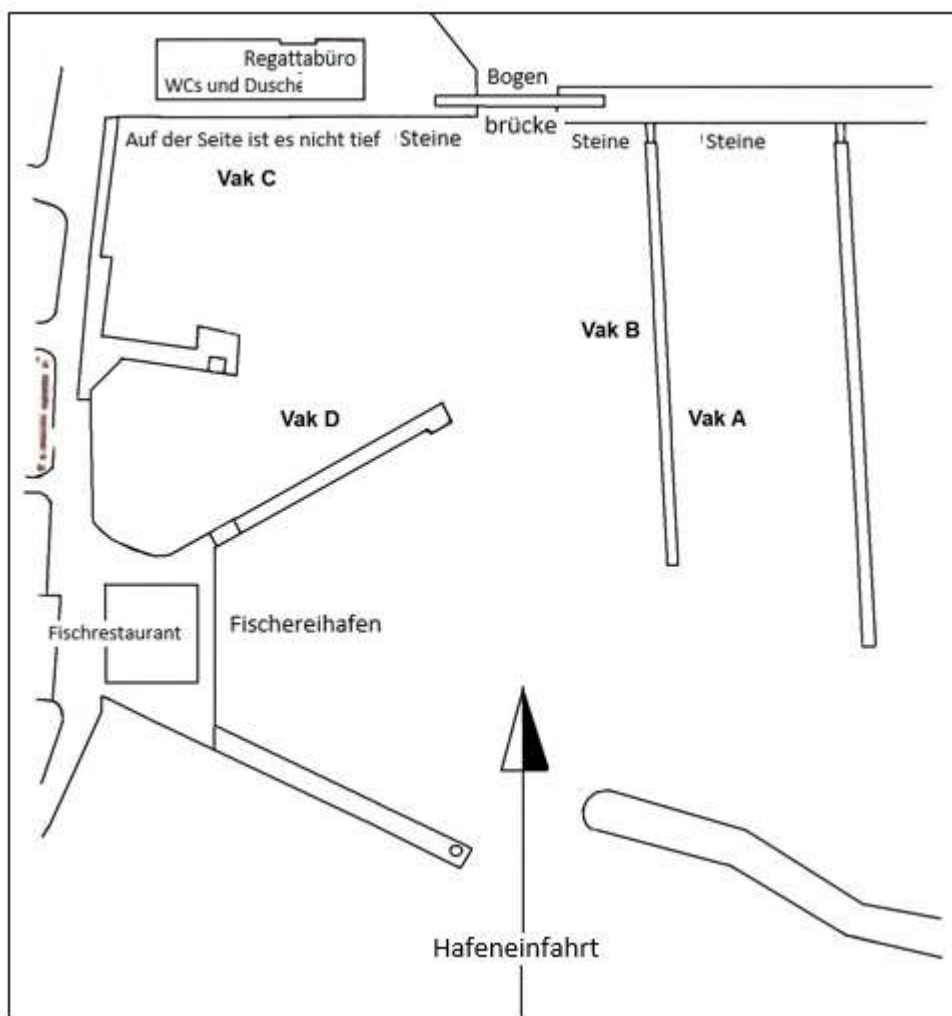 Regattabüro
WCs und Dusche
Bogen
brücke
Auf der Seite ist es nicht tief
Steine
Steine
Steine
Vak C
Vak B
Vak D
Vak A
Fischereihafen
Fischrestaurant
Hafeneinfahrt